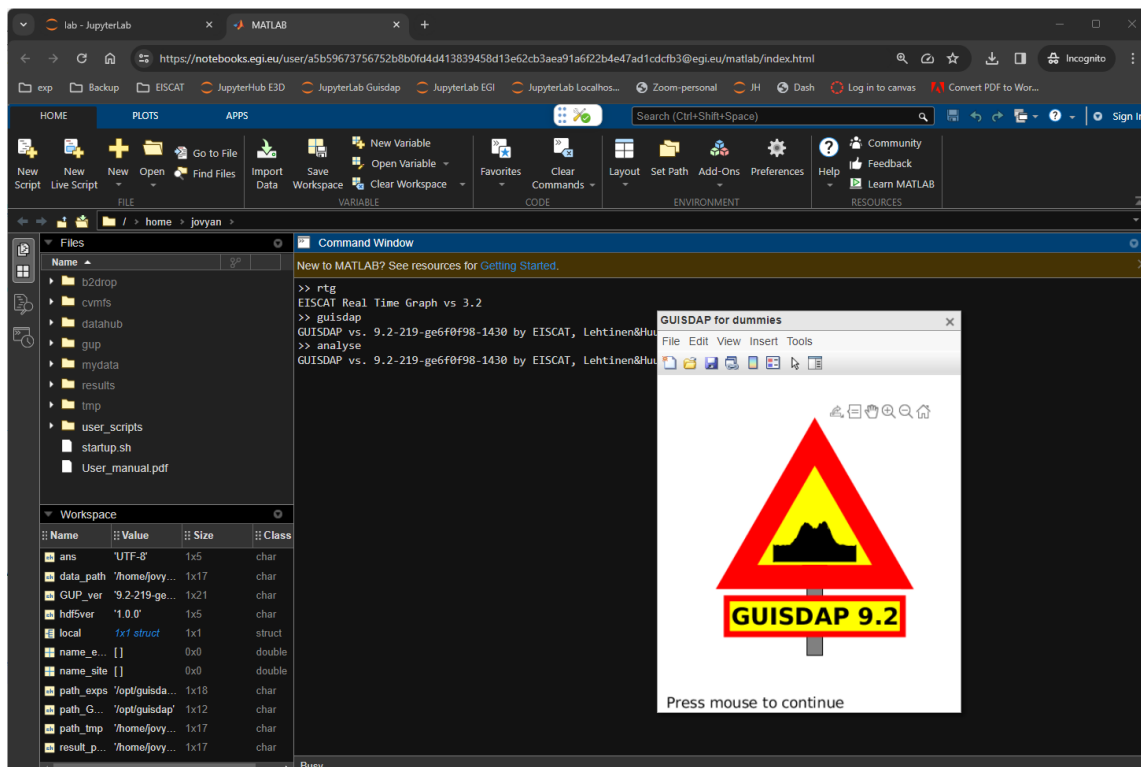 lab - JupyterLab
MATLAB
https://notebooks.egi.eu/user/a5b59673756752b8b0fd4d413839458d13e62cb3aea91a6f22b4e47ad1cdcfb3@egi.eu/matlab/index.html
Incognito
exp Backup EISCAT JupyterHub E3D JupyterLab Guisdap JupyterLab EGI JupyterLab Localhos... Zoom-personal JH Dash Log in to canvas Convert PDF to Wor...
HOME PLOTS APPS
Search (Ctrl+Shift+Space)
Sign In
New Script
New Live Script
New
Open
Go to File
Find Files
FILE
Import Data
Save Workspace
New Variable
Open Variable
Clear Workspace
VARIABLE
Favorites
Clear Commands
CODE
Layout
Set Path
Add-Ons
Preferences
ENVIRONMENT
Help
Community
Feedback
Learn MATLAB
RESOURCES
/ > home > jovyan >
Files
Name
b2drop
cvmfs
datahub
gup
mydata
results
tmp
user_scripts
startup.sh
User_manual.pdf
Workspace
Name Value Size Class
ans 'UTF-8' 1x5 char
data_path '/home/jovy... 1x17 char
GUP_ver '9.2-219-ge... 1x21 char
hdf5ver '1.0.0' 1x5 char
local 1x1 struct 1x1 struct
name_e... [ ] 0x0 double
name_site [ ] 0x0 double
path_exps '/opt/guisda... 1x18 char
path_G... '/opt/guisdap' 1x12 char
path_tmp '/home/jovy... 1x17 char
result_p... '/home/jovy... 1x17 char
Command Window
New to MATLAB? See resources for Getting Started.
>> rtg
EISCAT Real Time Graph vs 3.2
>> guisdap
GUISDAP vs. 9.2-219-ge6f0f98-1430 by EISCAT, Lehtinen&Huu
>> analyse
GUISDAP vs. 9.2-219-ge6f0f98-1430 by EISCAT, Lehtinen&Huu
GUISDAP for dummies
File Edit View Insert Tools
GUISDAP 9.2
Press mouse to continue
Busy